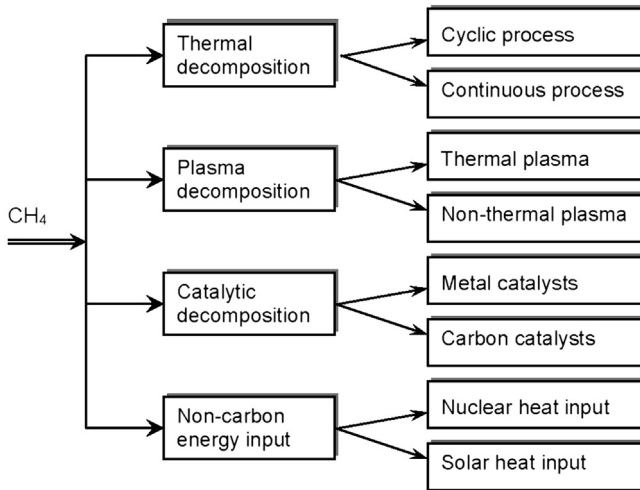 CH₄
Thermal
decomposition
Cyclic process
Continuous process
Plasma
decomposition
Thermal plasma
Non-thermal plasma
Catalytic
decomposition
Metal catalysts
Carbon catalysts
Non-carbon
energy input
Nuclear heat input
Solar heat input